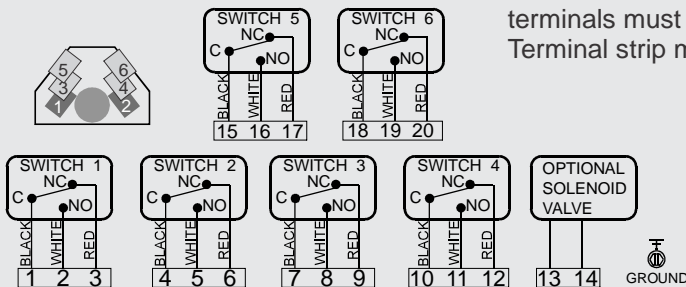 SWITCH 5
NC
C
NO
BLACK
WHITE
RED
15 16 17
SWITCH 6
NC
C
NO
BLACK
WHITE
RED
18 19 20
terminals must
Terminal strip m
5
6
3
4
1
2
SWITCH 1
NC
C
NO
BLACK
WHITE
RED
1 2 3
SWITCH 2
NC
C
NO
BLACK
WHITE
RED
4 5 6
SWITCH 3
NC
C
NO
BLACK
WHITE
RED
7 8 9
SWITCH 4
NC
C
NO
BLACK
WHITE
RED
10 11 12
OPTIONAL
SOLENOID
VALVE
13 14
GROUND